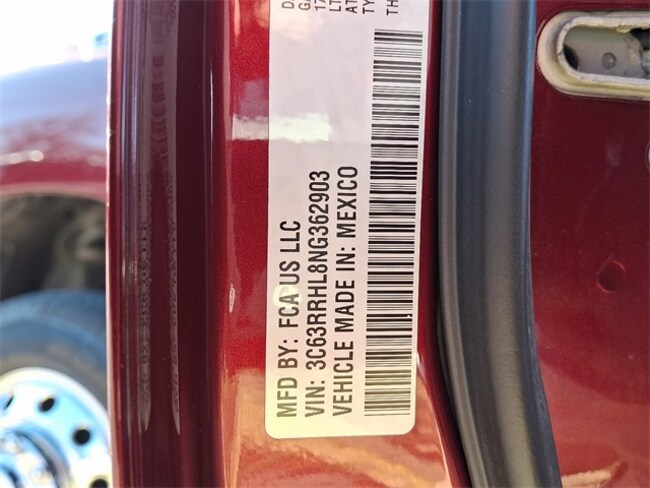 MFD BY: FCA US LLC
VIN: 3C63RRHL8NG362903
VEHICLE MADE IN: MEXICO